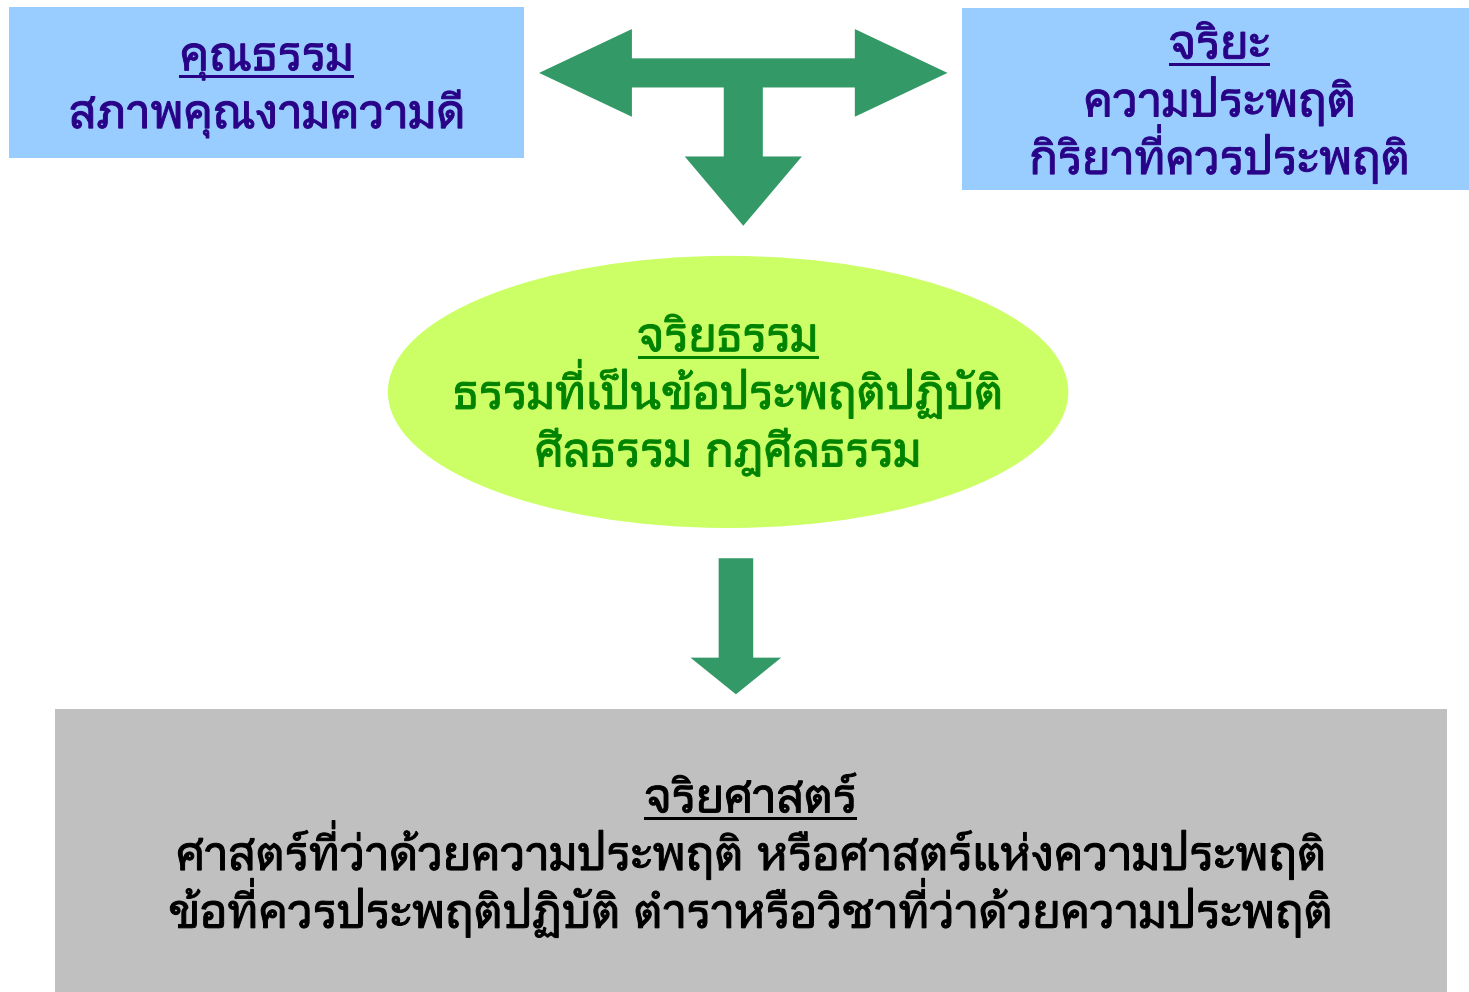 คุณธรรม
สภาพคุณงามความดี
จริยะ
ความประพฤติ
กิริยาที่ควรประพฤติ
จริยธรรม
ธรรมที่เป็นข้อประพฤติปฏิบัติ
ศีลธรรม กฎศีลธรรม
จริยศาสตร์
ศาสตร์ที่ว่าด้วยความประพฤติ หรือศาสตร์แห่งความประพฤติ
ข้อที่ควรประพฤติปฏิบัติ ตำราหรือวิชาที่ว่าด้วยความประพฤติ